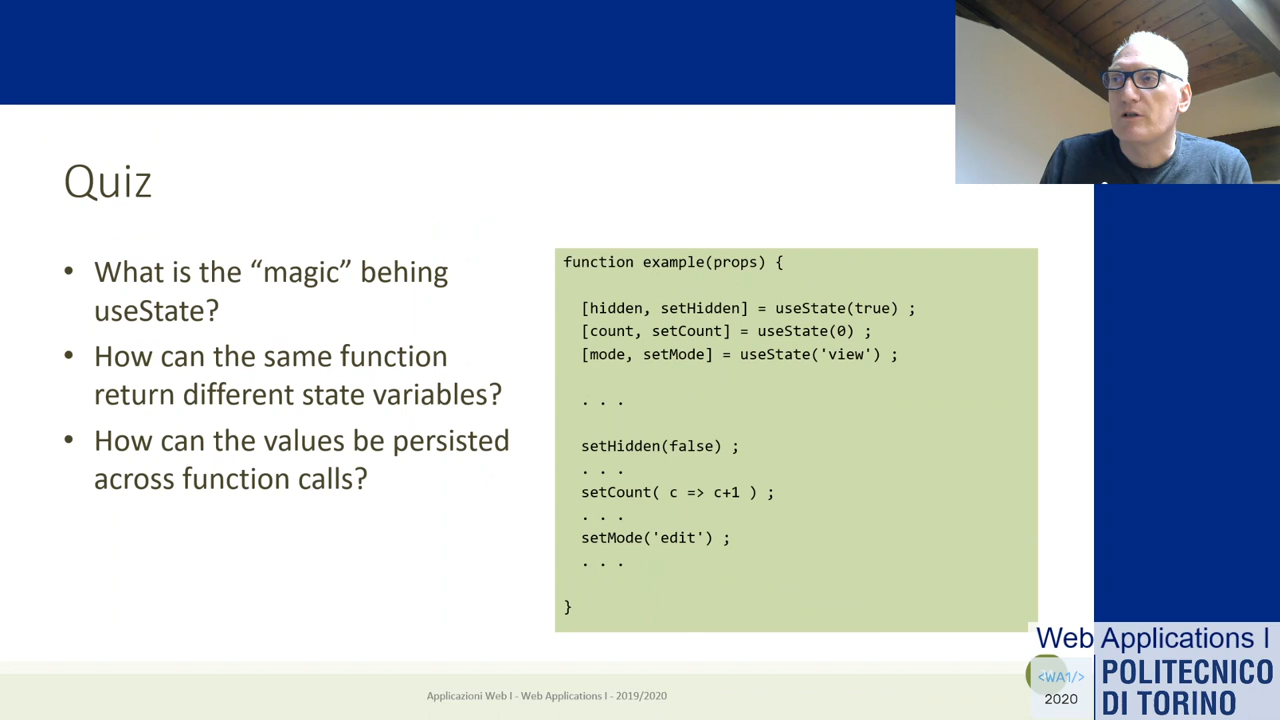 Quiz
• What is the “magic” behing
useState?
• How can the same function
return different state variables?
• How can the values be persisted
across function calls?
function example(props) {
[hidden, setHidden] = useState(true) ;
[count, setCount] = useState(0) ;
[mode, setMode] = useState('view') ;
. . .
setHidden(false) ;
. . .
setCount( c => c+1 ) ;
. . .
setMode('edit') ;
. . .
}
Applicazioni Web I - Web Applications I - 2019/2020
Web Applications I
<WA1/>
2020
POLITECNICO
DI TORINO